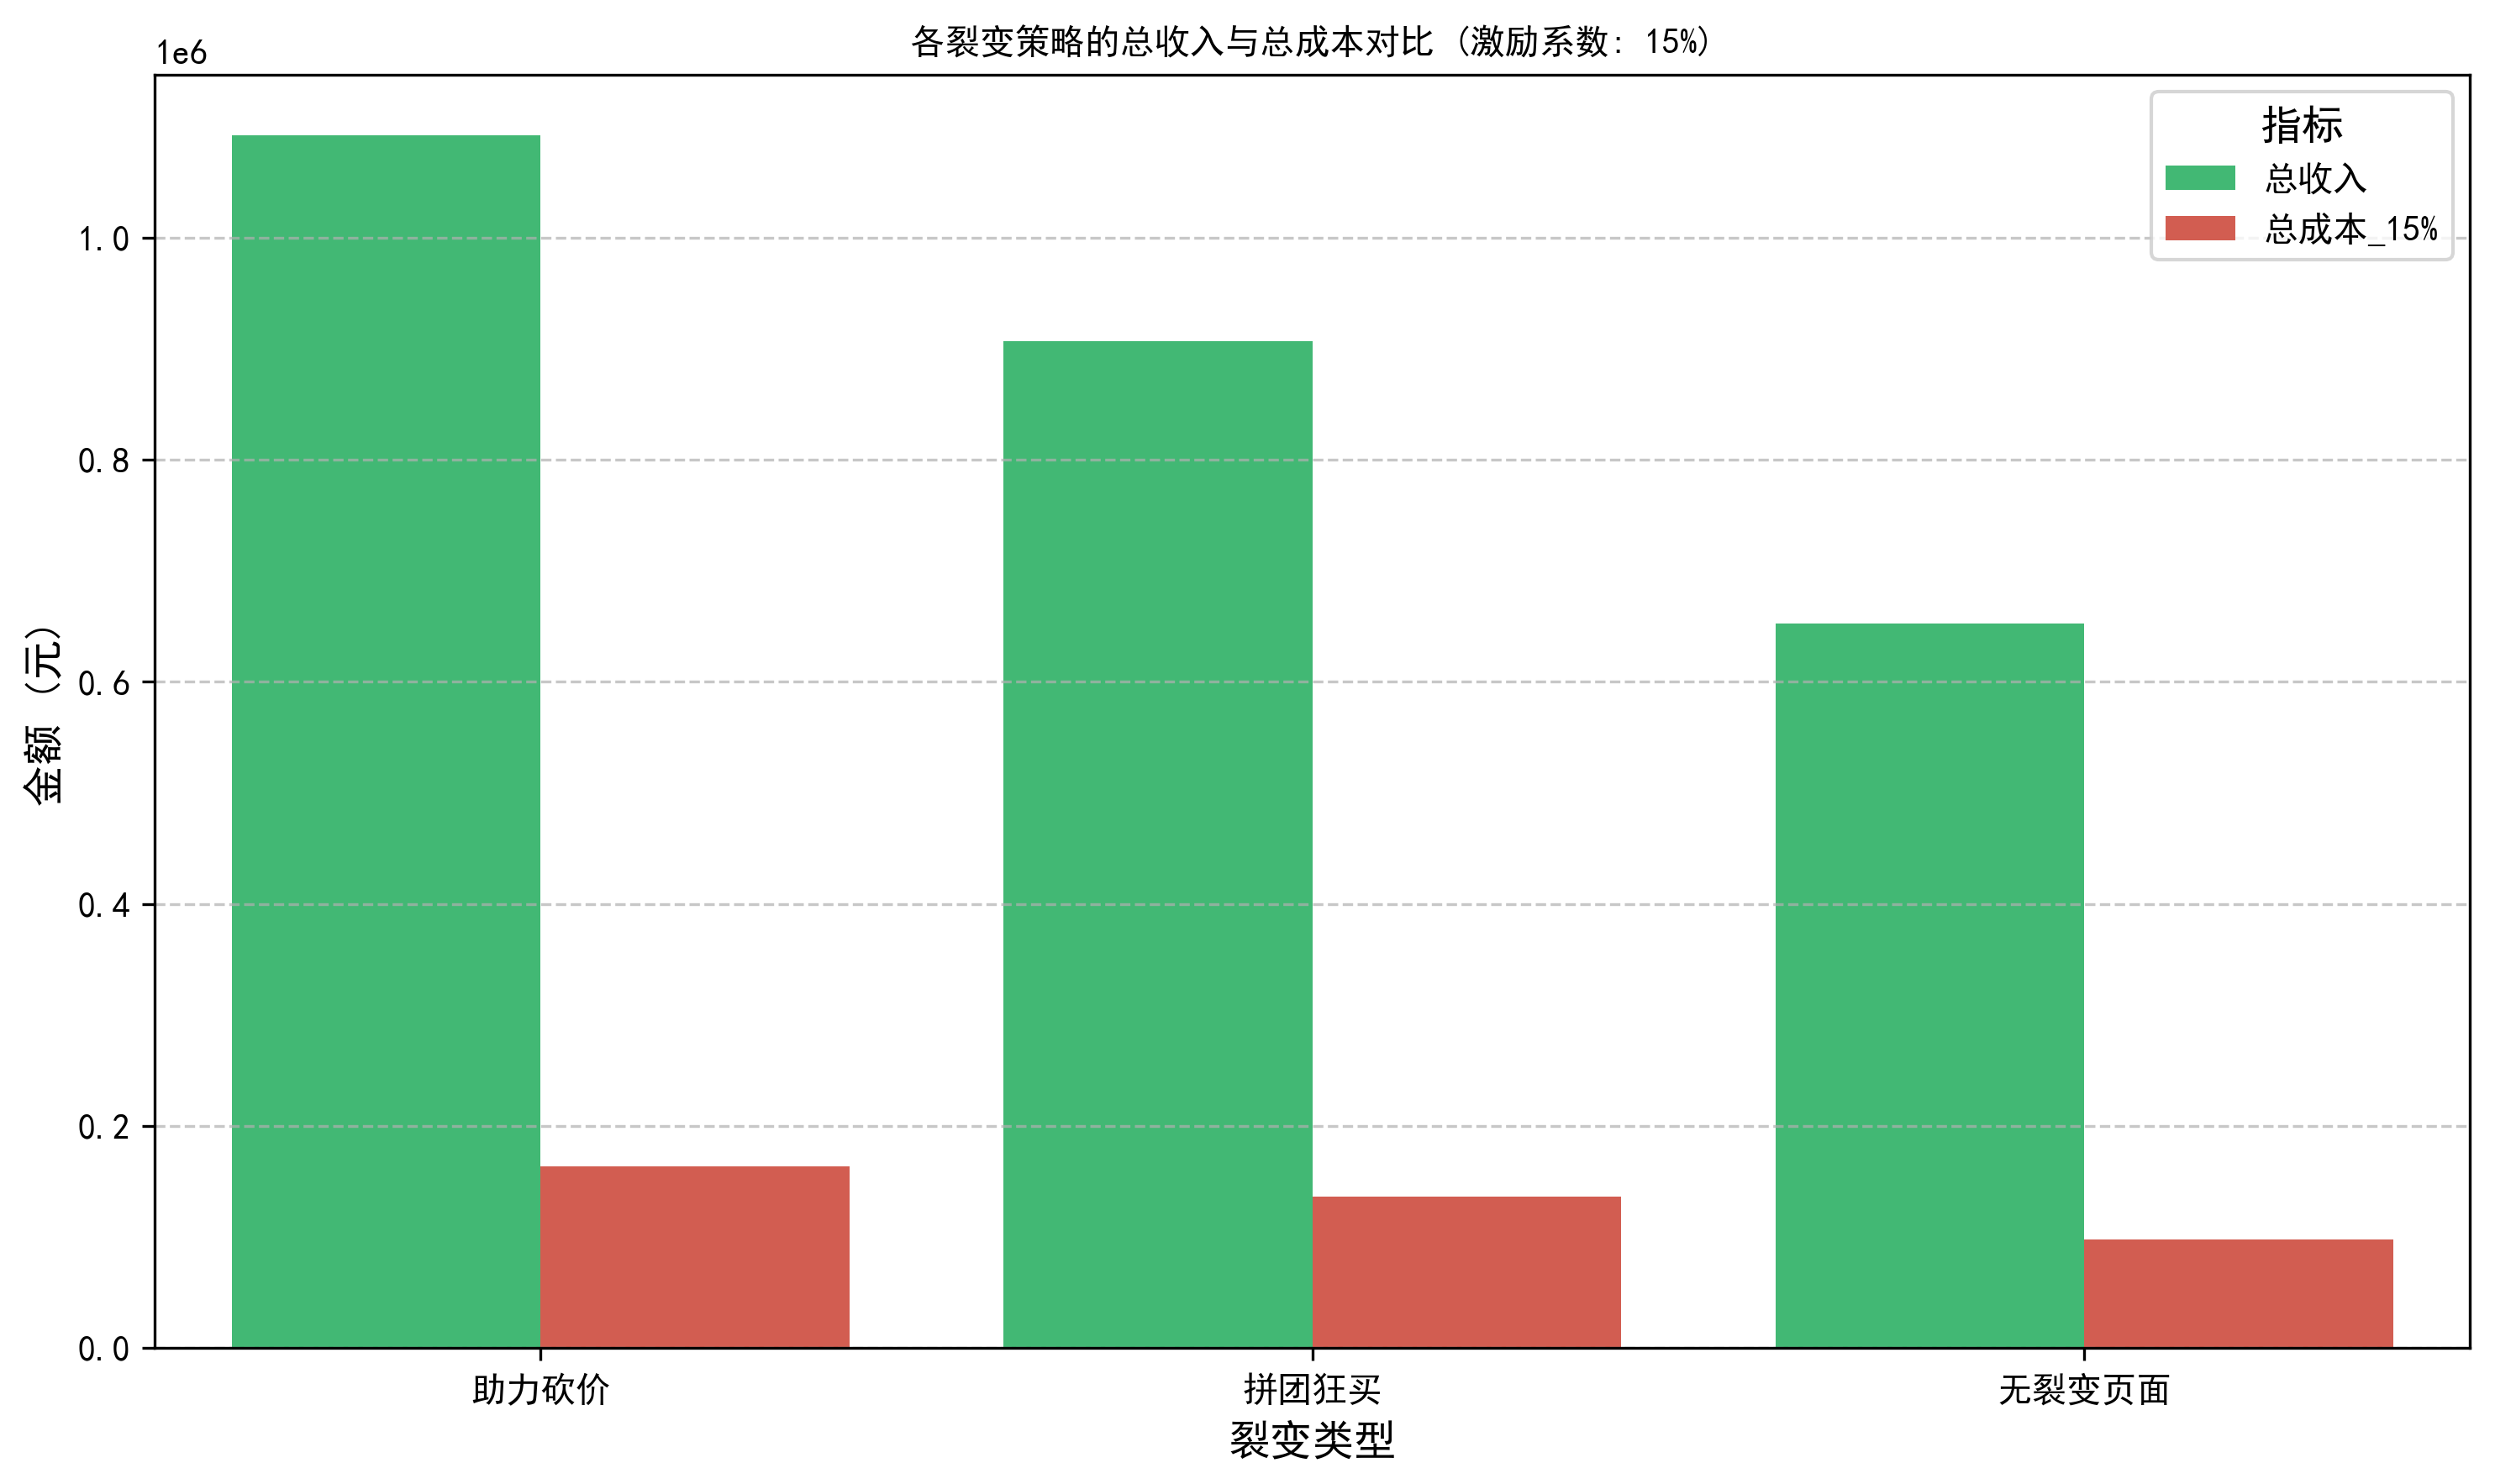 各裂变策略的总收入与总成本对比 (激励系数: 15%)
1e6
指标
总收入
总成本_15%
1.0
0.8
0.6
0.4
0.2
0.0
金额 (元)
助力砍价
拼团狂买
无裂变页面
裂变类型